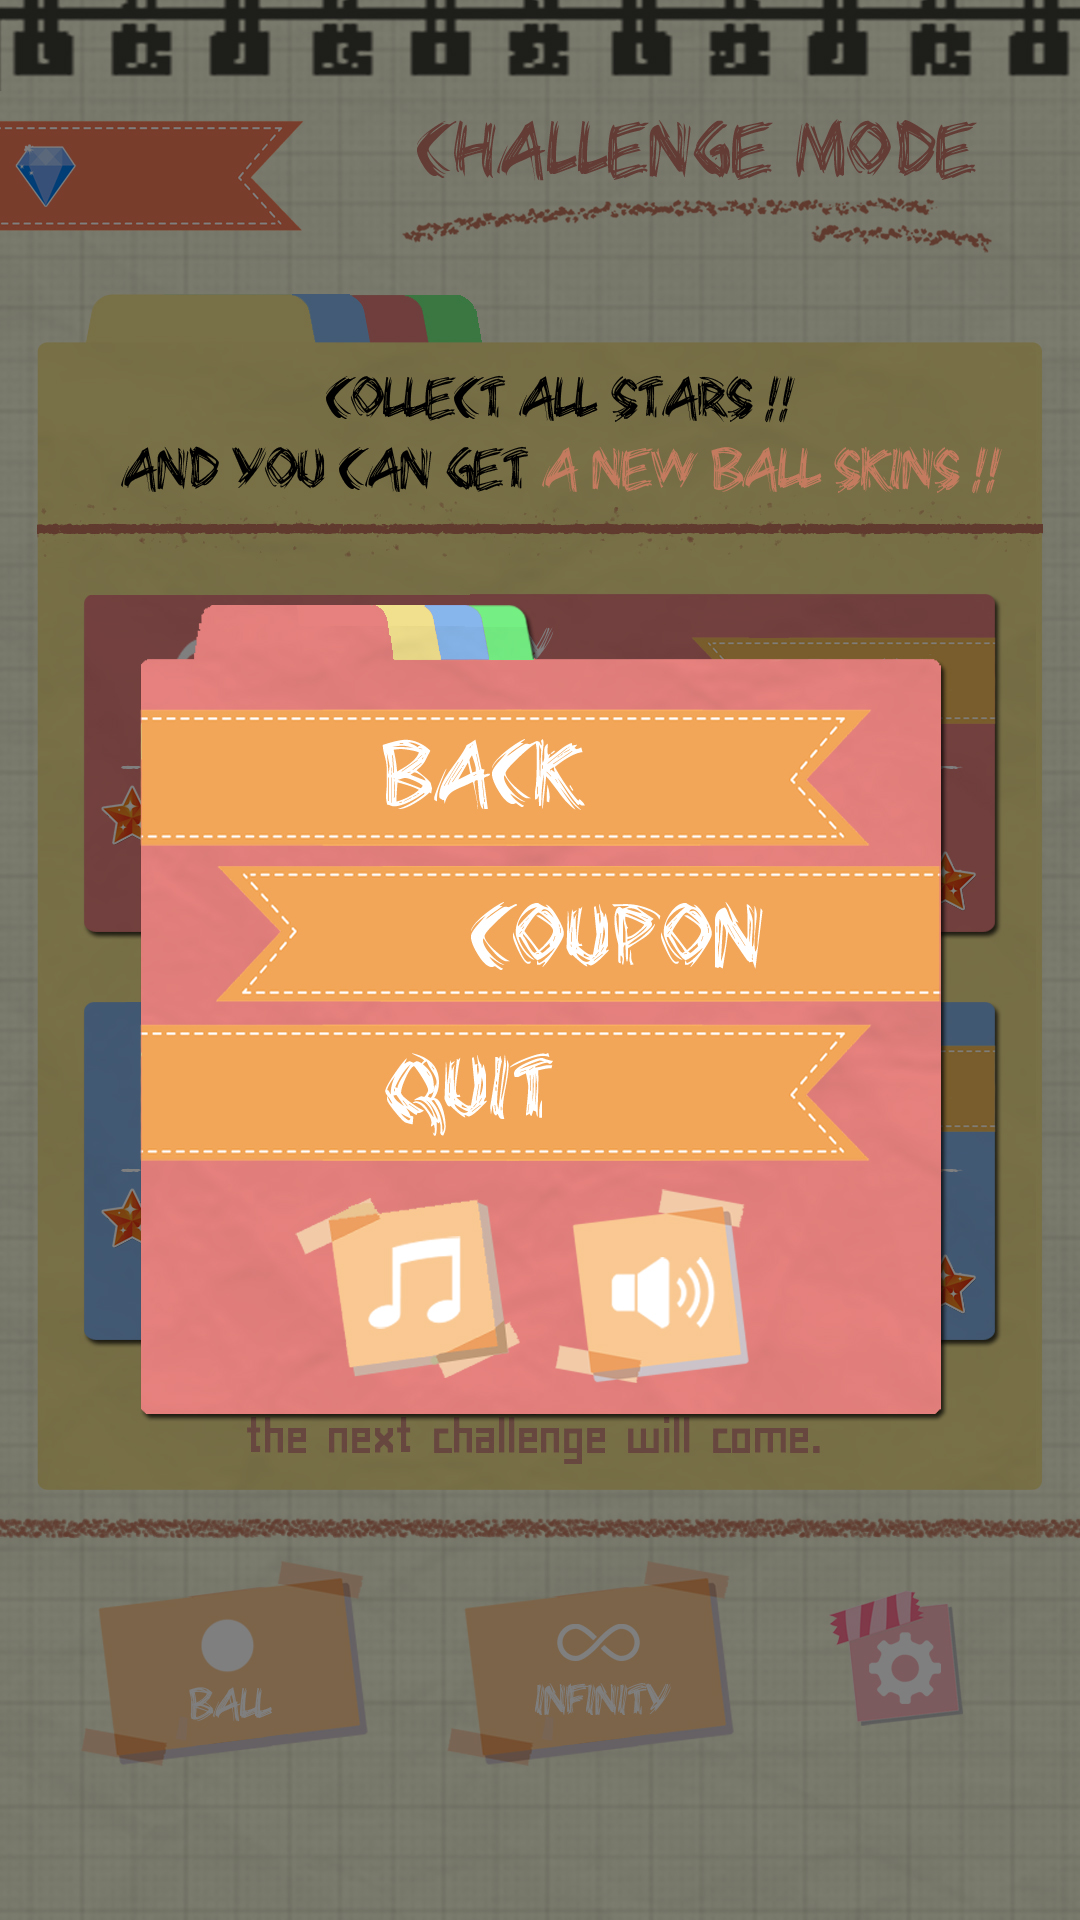 CHALLENGE MODE
COLLECT ALL STARS !!
AND YOU CAN GET A NEW BALL SKINS !!
BACK
COUPON
QUIT
the next challenge will come.
BALL
INFINITY